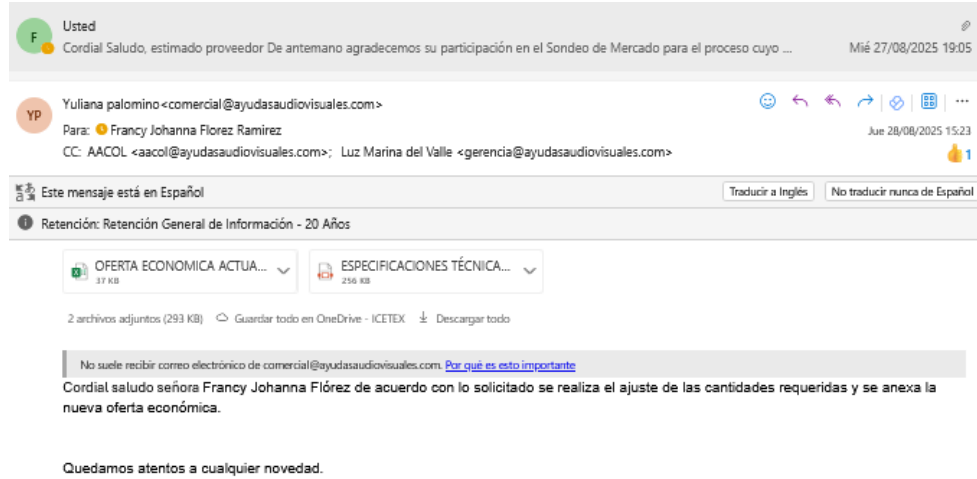 F
Usted
Cordial Saludo, estimado proveedor De antemano agradecemos su participación en el Sondeo de Mercado para el proceso cuyo ...
Mié 27/08/2025 19:05
YP
Yuliana palomino<comercial@ayudasaudiovisuales.com>
Para: Francy Johanna Florez Ramirez
Jue 28/08/2025 15:23
CC: AACOL <aacol@ayudasaudiovisuales.com>; Luz Marina del Valle <gerencia@ayudasaudiovisuales.com>
1
Este mensaje está en Español
Traducir a Inglés
No traducir nunca de Español
Retención: Retención General de Información - 20 Años
OFERTA ECONOMICA ACTUA...
37 KB
ESPECIFICACIONES TÉCNICA...
256 KB
2 archivos adjuntos (293 KB) Guardar todo en OneDrive - ICETEX Descargar todo
No suele recibir correo electrónico de comercial@ayudasaudiovisuales.com. Por qué es esto importante
Cordial saludo señora Francy Johanna Flórez de acuerdo con lo solicitado se realiza el ajuste de las cantidades requeridas y se anexa la
nueva oferta económica.
Quedamos atentos a cualquier novedad.